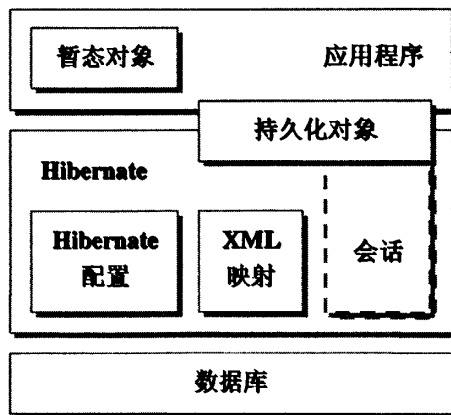 暂态对象
应用程序
持久化对象
Hibernate
Hibernate
配置
XML
映射
会话
数据库